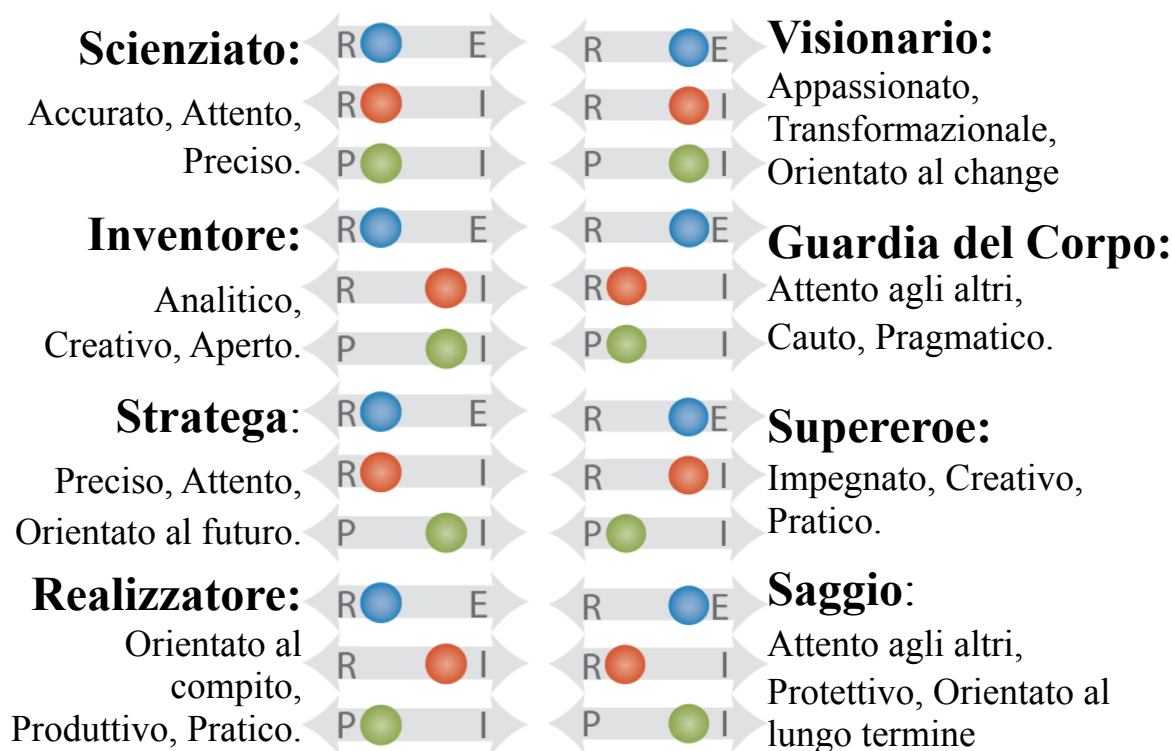 Scienziato:
R E
Accurato, Attento,
R I
Preciso.
P I
Inventore:
R E
Analitico,
R I
Creativo, Aperto.
P I
Stratega:
R E
Preciso, Attento,
R I
Orientato al futuro.
P I
Realizzatore:
R E
Orientato al
compito,
R I
Produttivo, Pratico.
P I
R E
Visionario:
R I
Appassionato,
Transformazionale,
P I
Orientato al change
R E
Guardia del Corpo:
R I
Attento agli altri,
P I
Cauto, Pragmatico.
R E
Supereroe:
R I
Impegnato, Creativo,
P I
Pratico.
R E
Saggio:
R I
Attento agli altri,
P I
Protettivo, Orientato al
lungo termine